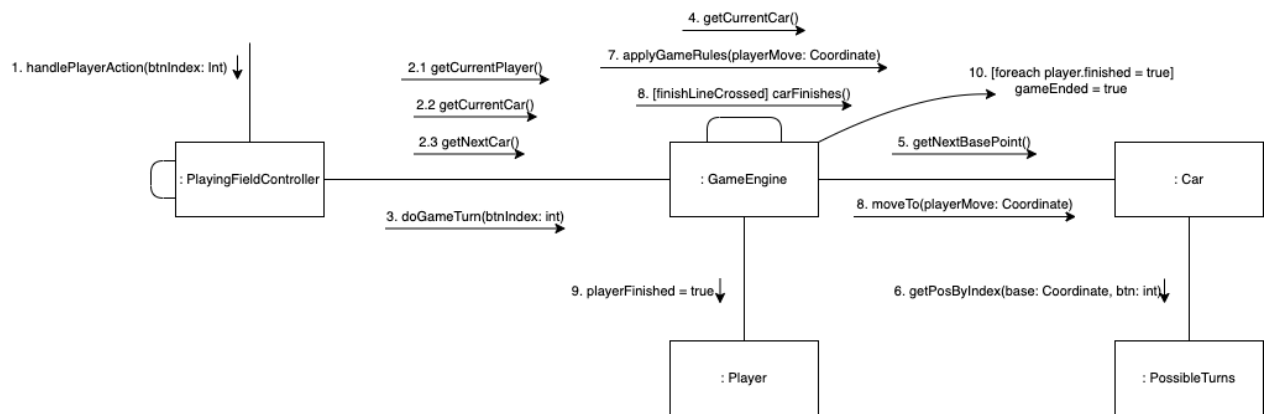 4. getCurrentCar()
1. handlePlayerAction(btnIndex: Int)
2.1 getCurrentPlayer()
7. applyGameRules(playerMove: Coordinate)
10. [foreach player.finished = true]
gameEnded = true
2.2 getCurrentCar()
8. [finishLineCrossed] carFinishes()
2.3 getNextCar()
5. getNextBasePoint()
: PlayingFieldController
: GameEngine
: Car
3. doGameTurn(btnIndex: int)
8. moveTo(playerMove: Coordinate)
9. playerFinished = true
6. getPosByIndex(base: Coordinate, btn: int)
: Player
: PossibleTurns